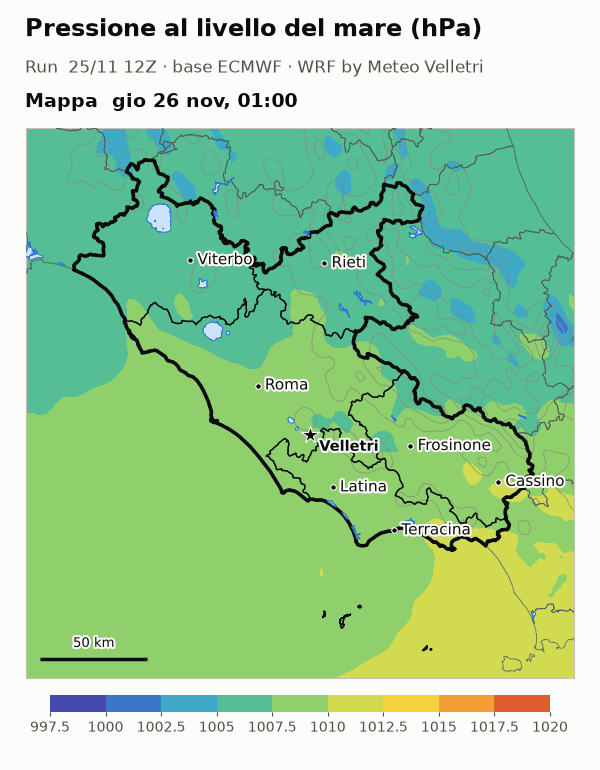 Pressione al livello del mare (hPa)
Run  25/11 12Z · base ECMWF · WRF by Meteo Velletri
Mappa  gio 26 nov, 01:00
Viterbo
Rieti
Roma
Velletri
Frosinone
Latina
Cassino
Terracina
50 km
997.5 1000 1002.5 1005 1007.5 1010 1012.5 1015 1017.5 1020